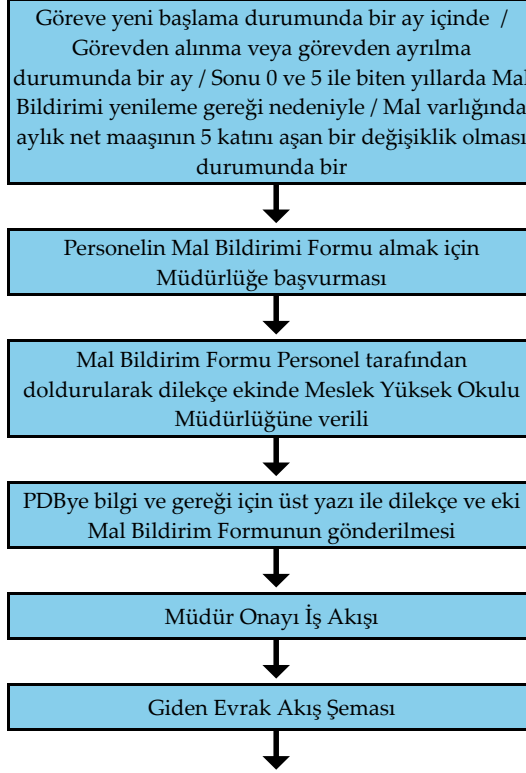 Göreve yeni başlama durumunda bir ay içinde /
Görevden alınma veya görevden ayrılma
durumunda bir ay / Sonu 0 ve 5 ile biten yıllarda Mal
Bildirimi yenileme gereği nedeniyle / Mal varlığında
aylık net maaşının 5 katını aşan bir değişiklik olması
durumunda bir
Personelin Mal Bildirimi Formu almak için
Müdürlüğe başvurması
Mal Bildirim Formu Personel tarafından
doldurularak dilekçe ekinde Meslek Yüksek Okulu
Müdürlüğüne verili
PDBye bilgi ve gereği için üst yazı ile dilekçe ve eki
Mal Bildirim Formunun gönderilmesi
Müdür Onayı İş Akışı
Giden Evrak Akış Şeması